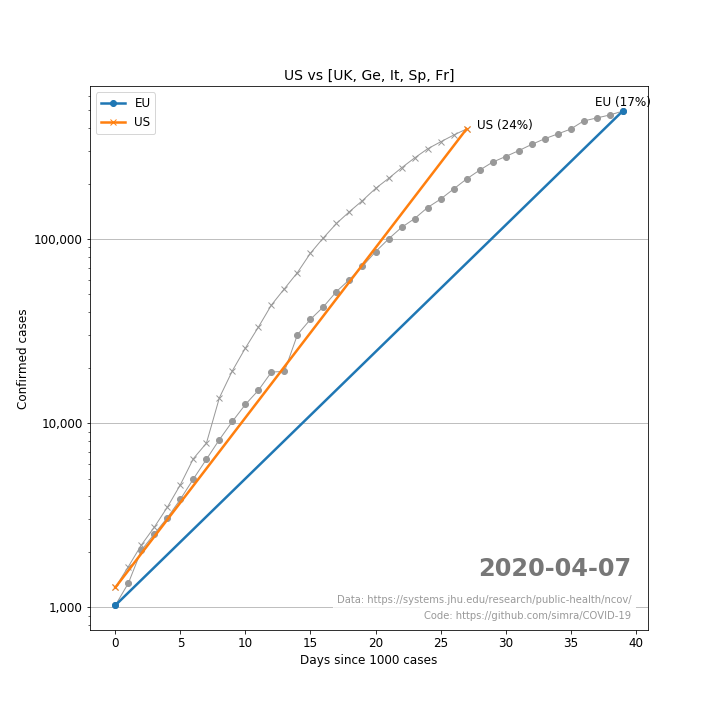 US vs [UK, Ge, It, Sp, Fr]
EU
US
EU (17%)
US (24%)
100,000
10,000
1,000
Confirmed cases
2020-04-07
Data: https://systems.jhu.edu/research/public-health/ncov/
Code: https://github.com/simra/COVID-19
0 5 10 15 20 25 30 35 40
Days since 1000 cases